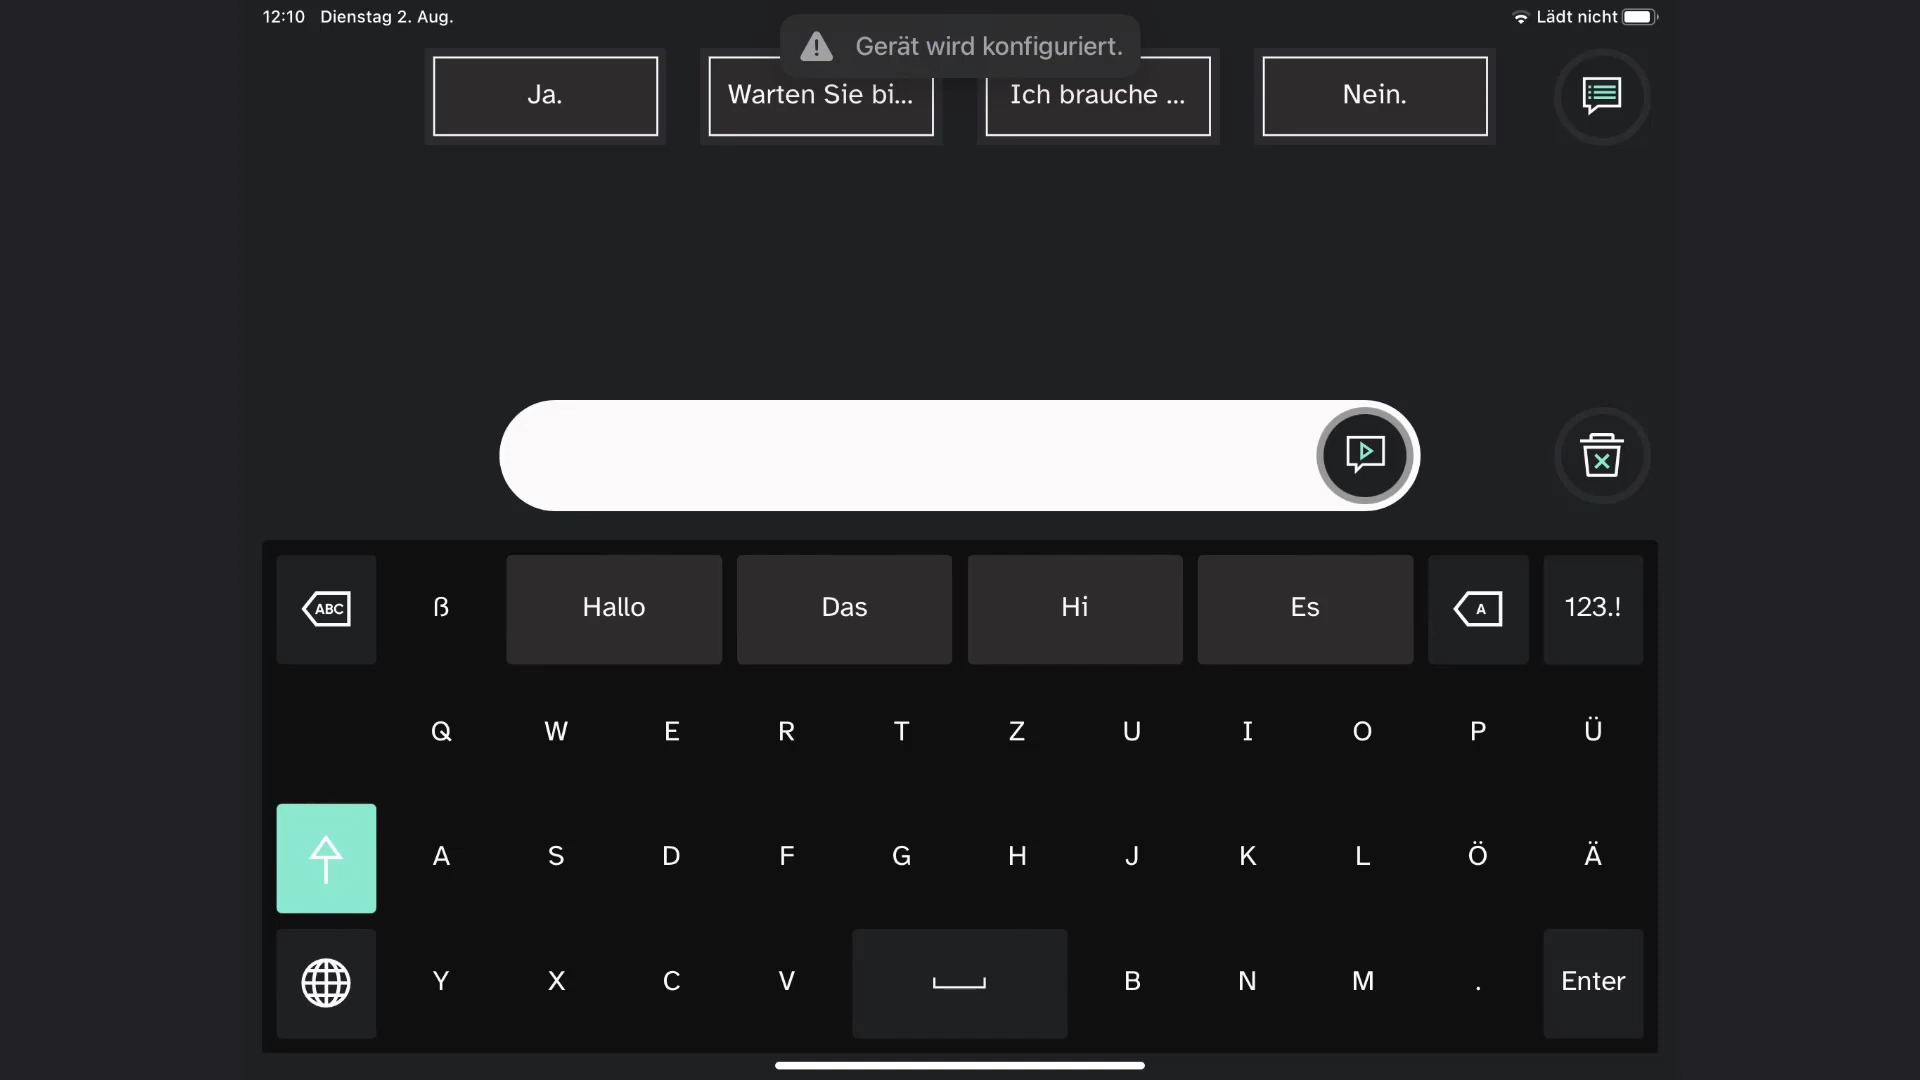 12:10 Dienstag 2. Aug.
Lädt nicht
Gerät wird konfiguriert.
Ja.
Warten Sie bi...
Ich brauche ...
Nein.
ABC
ß
Hallo
Das
Hi
Es
A
123.!
Q W E R T Z U I O P Ü
A S D F G H J K L Ö Ä
Y X C V B N M . Enter